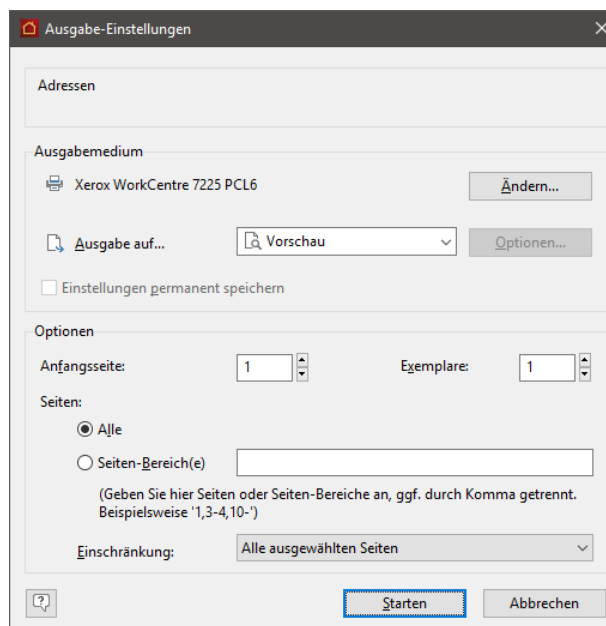 Ausgabe-Einstellungen
Adressen
Ausgabemedium
Xerox WorkCentre 7225 PCL6
Ändern...
Ausgabe auf...
Vorschau
Optionen...
Einstellungen permanent speichern
Optionen
Anfangsseite:
1
Exemplare:
1
Seiten:
Alle
Seiten-Bereich(e)
(Geben Sie hier Seiten oder Seiten-Bereiche an, ggf. durch Komma getrennt.
Beispielsweise '1,3-4,10-')
Einschränkung:
Alle ausgewählten Seiten
Starten
Abbrechen